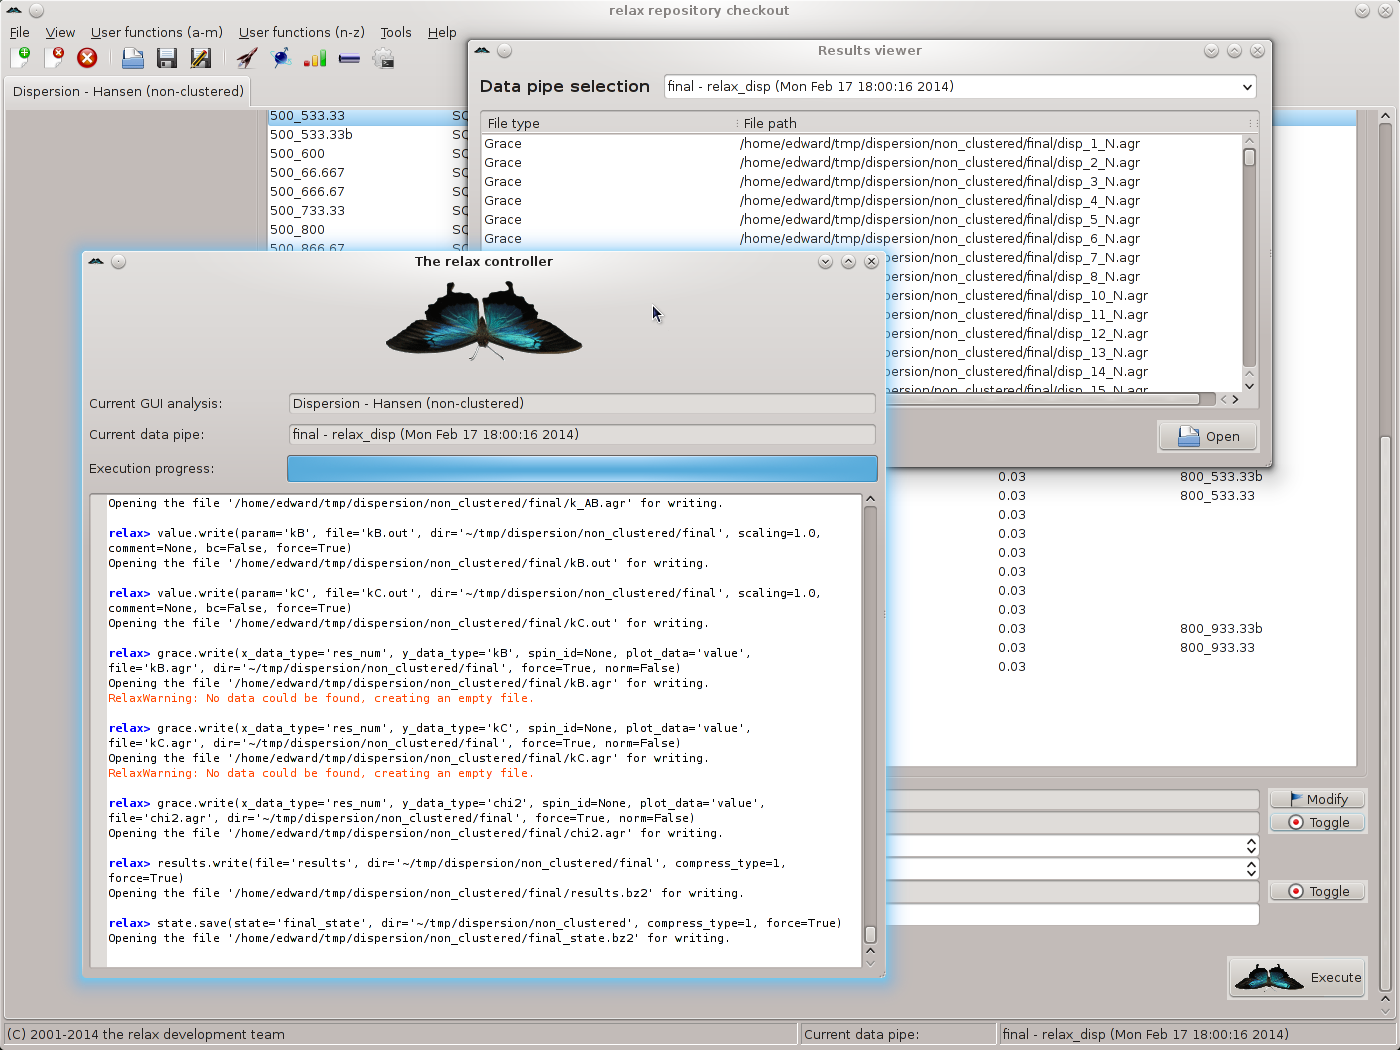 relax repository checkout
File View User functions (a-m) User functions (n-z) Tools Help
Dispersion - Hansen (non-clustered)
500_533.33 SQ
500_533.33b SQ
500_600 SQ
500_66.667 SQ
500_666.67 SQ
500_733.33 SQ
500_800 SQ
500_866.67
Results viewer
Data pipe selection final - relax_disp (Mon Feb 17 18:00:16 2014)
File type File path
Grace /home/edward/tmp/dispersion/non_clustered/final/disp_1_N.agr
Grace /home/edward/tmp/dispersion/non_clustered/final/disp_2_N.agr
Grace /home/edward/tmp/dispersion/non_clustered/final/disp_3_N.agr
Grace /home/edward/tmp/dispersion/non_clustered/final/disp_4_N.agr
Grace /home/edward/tmp/dispersion/non_clustered/final/disp_5_N.agr
Grace /home/edward/tmp/dispersion/non_clustered/final/disp_6_N.agr
persion/non_clustered/final/disp_7_N.agr
persion/non_clustered/final/disp_8_N.agr
persion/non_clustered/final/disp_10_N.agr
persion/non_clustered/final/disp_11_N.agr
persion/non_clustered/final/disp_12_N.agr
persion/non_clustered/final/disp_13_N.agr
persion/non_clustered/final/disp_14_N.agr
persion/non_clustered/final/disp_15_N.agr
Open
The relax controller
Current GUI analysis: Dispersion - Hansen (non-clustered)
Current data pipe: final - relax_disp (Mon Feb 17 18:00:16 2014)
Execution progress:
Opening the file '/home/edward/tmp/dispersion/non_clustered/final/k_AB.agr' for writing.
relax> value.write(param='kB', file='kB.out', dir='~/tmp/dispersion/non_clustered/final', scaling=1.0,
comment=None, bc=False, force=True)
Opening the file '/home/edward/tmp/dispersion/non_clustered/final/kB.out' for writing.
relax> value.write(param='kC', file='kC.out', dir='~/tmp/dispersion/non_clustered/final', scaling=1.0,
comment=None, bc=False, force=True)
Opening the file '/home/edward/tmp/dispersion/non_clustered/final/kC.out' for writing.
relax> grace.write(x_data_type='res_num', y_data_type='kB', spin_id=None, plot_data='value',
file='kB.agr', dir='~/tmp/dispersion/non_clustered/final', force=True, norm=False)
Opening the file '/home/edward/tmp/dispersion/non_clustered/final/kB.agr' for writing.
RelaxWarning: No data could be found, creating an empty file.
relax> grace.write(x_data_type='res_num', y_data_type='kC', spin_id=None, plot_data='value',
file='kC.agr', dir='~/tmp/dispersion/non_clustered/final', force=True, norm=False)
Opening the file '/home/edward/tmp/dispersion/non_clustered/final/kC.agr' for writing.
RelaxWarning: No data could be found, creating an empty file.
relax> grace.write(x_data_type='res_num', y_data_type='chi2', spin_id=None, plot_data='value',
file='chi2.agr', dir='~/tmp/dispersion/non_clustered/final', force=True, norm=False)
Opening the file '/home/edward/tmp/dispersion/non_clustered/final/chi2.agr' for writing.
relax> results.write(file='results', dir='~/tmp/dispersion/non_clustered/final', compress_type=1,
force=True)
Opening the file '/home/edward/tmp/dispersion/non_clustered/final/results.bz2' for writing.
relax> state.save(state='final_state', dir='~/tmp/dispersion/non_clustered', compress_type=1, force=True)
Opening the file '/home/edward/tmp/dispersion/non_clustered/final_state.bz2' for writing.
0.03 800_533.33b
0.03 800_533.33
0.03
0.03
0.03
0.03
0.03
0.03
0.03 800_933.33b
0.03 800_933.33
0.03
Modify
Toggle
Toggle
Execute
(C) 2001-2014 the relax development team Current data pipe: final - relax_disp (Mon Feb 17 18:00:16 2014)